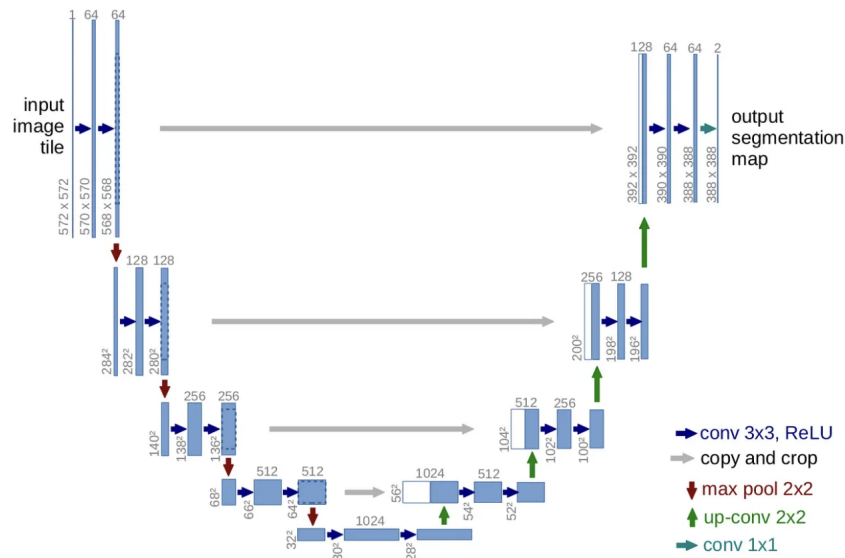 1 64 64
128 64 64 2
input
image
tile
output
segmentation
map
572 x 572
570 x 570
568 x 568
392 x 392
390 x 390
388 x 388
388 x 388
128 128
256 128
284²
282²
280²
200²
198²
196²
256 256
512 256
140²
138²
136²
104²
102²
100²
512 512
1024 512
68²
66²
64²
56²
54²
52²
1024
32²
conv 3x3, ReLU
copy and crop
max pool 2x2
up-conv 2x2
conv 1x1